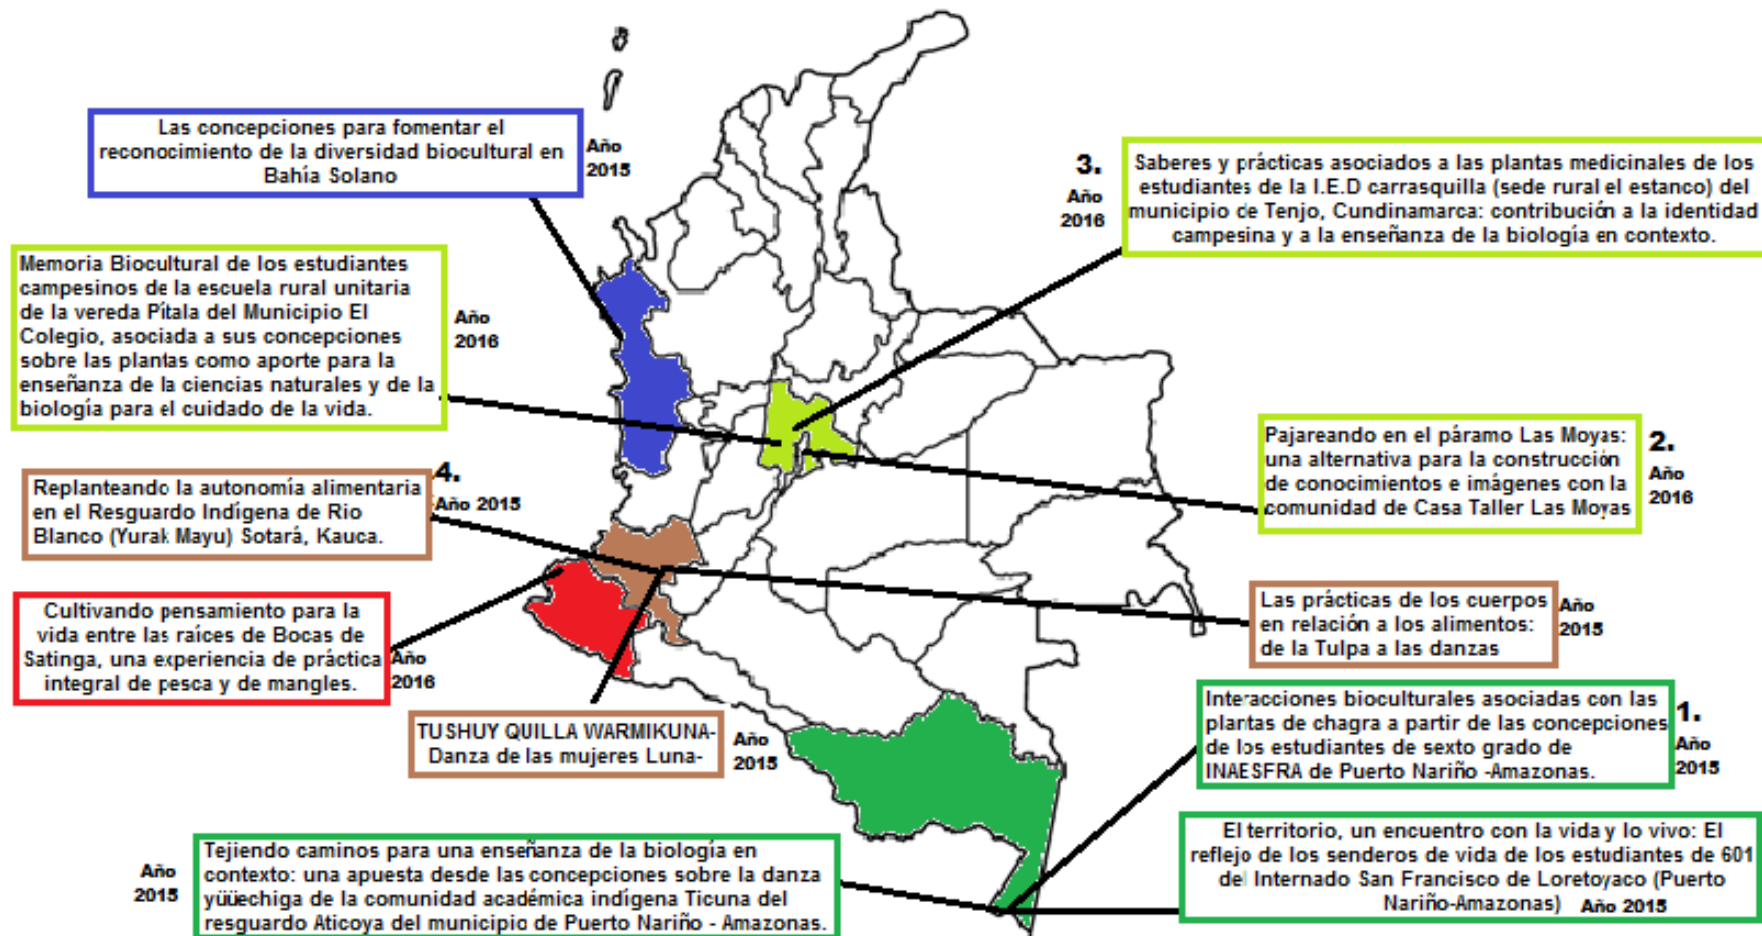 Las concepciones para fomentar el
reconocimiento de la diversidad biocultural en
Bahía Solano
Año
2015
3.
Año
2016
Saberes y prácticas asociados a las plantas medicinales de los
estudiantes de la I.E.D carrasquilla (sede rural el estanco) del
municipio de Tenjo, Cundinamarca: contribución a la identidad
campesina y a la enseñanza de la biología en contexto.
Memoria Biocultural de los estudiantes
campesinos de la escuela rural unitaria
de la vereda Pítala del Municipio El
Colegio, asociada a sus concepciones
sobre las plantas como aporte para la
enseñanza de la ciencias naturales y de la
biología para el cuidado de la vida.
Año
2016
Pajareando en el páramo Las Moyas:
una alternativa para la construcción
de conocimientos e imágenes con la
comunidad de Casa Taller Las Moyas
2.
Año
2016
Replanteando la autonomía alimentaria
en el Resguardo Indígena de Rio
Blanco (Yurak Mayu) Sotará, Kauca.
4.
Año 2015
Cultivando pensamiento para la
vida entre las raíces de Bocas de
Satinga, una experiencia de práctica
integral de pesca y de mangles.
Año
2016
Las prácticas de los cuerpos
en relación a los alimentos:
de la Tulpa a las danzas
Año
2015
TUSHUY QUILLA WARMIKUNA-
Danza de las mujeres Luna-
Año
2015
Interacciones bioculturales asociadas con las
plantas de chagra a partir de las concepciones
de los estudiantes de sexto grado de
INAESFRA de Puerto Nariño -Amazonas.
1.
Año
2015
Año
2015
Tejiendo caminos para una enseñanza de la biología en
contexto: una apuesta desde las concepciones sobre la danza
yüüechiga de la comunidad académica indígena Ticuna del
resguardo Aticoya del municipio de Puerto Nariño - Amazonas.
El territorio, un encuentro con la vida y lo vivo: El
reflejo de los senderos de vida de los estudiantes de 601
del Internado San Francisco de Loretoyaco (Puerto
Nariño-Amazonas) Año 2015